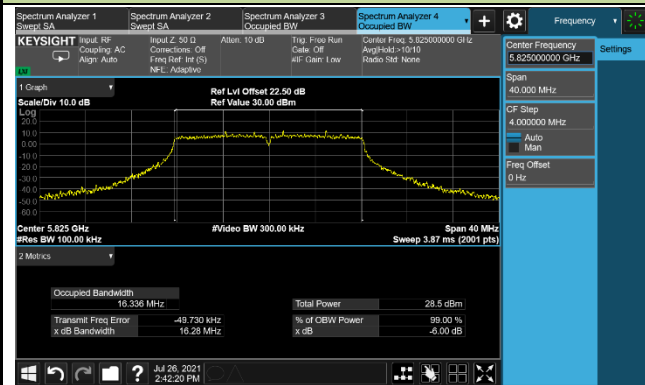 Spectrum Analyzer 1 Spectrum Analyzer 2 Spectrum Analyzer 3 Spectrum Analyzer 4 Frequency
Swept SA Swept SA Occupied BW Occupied BW
KEYSIGHT Input: RF Input Z: 50 Ω Atten: 10 dB Trig: Free Run Center Freq: 5.825000000 GHz
Coupling: AC Corrections: Off Gate: Off Avg|Hold:>10/10
Align: Auto Freq Ref: Int (S) #IF Gain: Low Radio Std: None
NFE: Adaptive
LW
Center Frequency
5.825000000 GHz
Settings
Span
40.000 MHz
CF Step
4.000000 MHz
Auto
Man
Freq Offset
0 Hz
1 Graph
Ref Lvl Offset 22.50 dB
Scale/Div 10.0 dB Ref Value 30.00 dBm
Log
20.0
10.0
0.00
-10.0
-20.0
-30.0
-40.0
-50.0
-60.0
Center 5.825 GHz #Video BW 300.00 kHz Span 40 MHz
#Res BW 100.00 kHz Sweep 3.87 ms (2001 pts)
2 Metrics
Occupied Bandwidth
16.336 MHz Total Power 28.5 dBm
Transmit Freq Error -49.730 kHz % of OBW Power 99.00 %
x dB Bandwidth 16.28 MHz x dB -6.00 dB
? Jul 26, 2021
2:42:20 PM